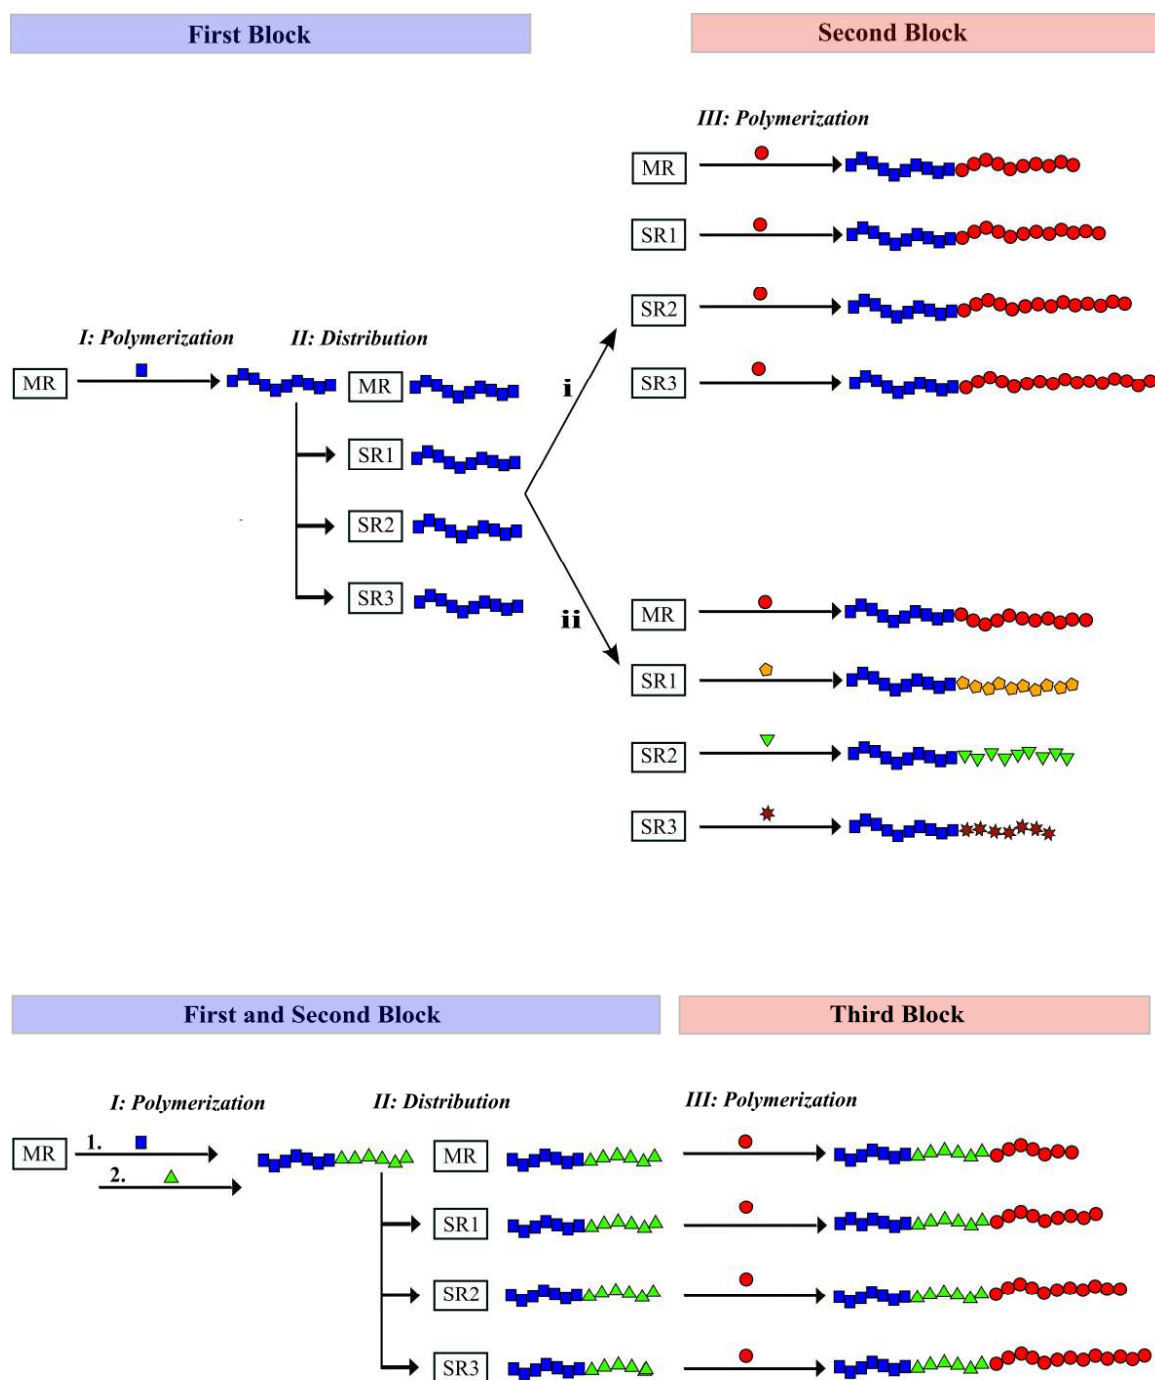 First Block
Second Block
III: Polymerization
MR
SR1
SR2
SR3
I: Polymerization
II: Distribution
MR
MR
SR1
SR2
SR3
i
ii
MR
SR1
SR2
SR3
First and Second Block
Third Block
I: Polymerization
II: Distribution
III: Polymerization
MR
1.
2.
MR
SR1
SR2
SR3